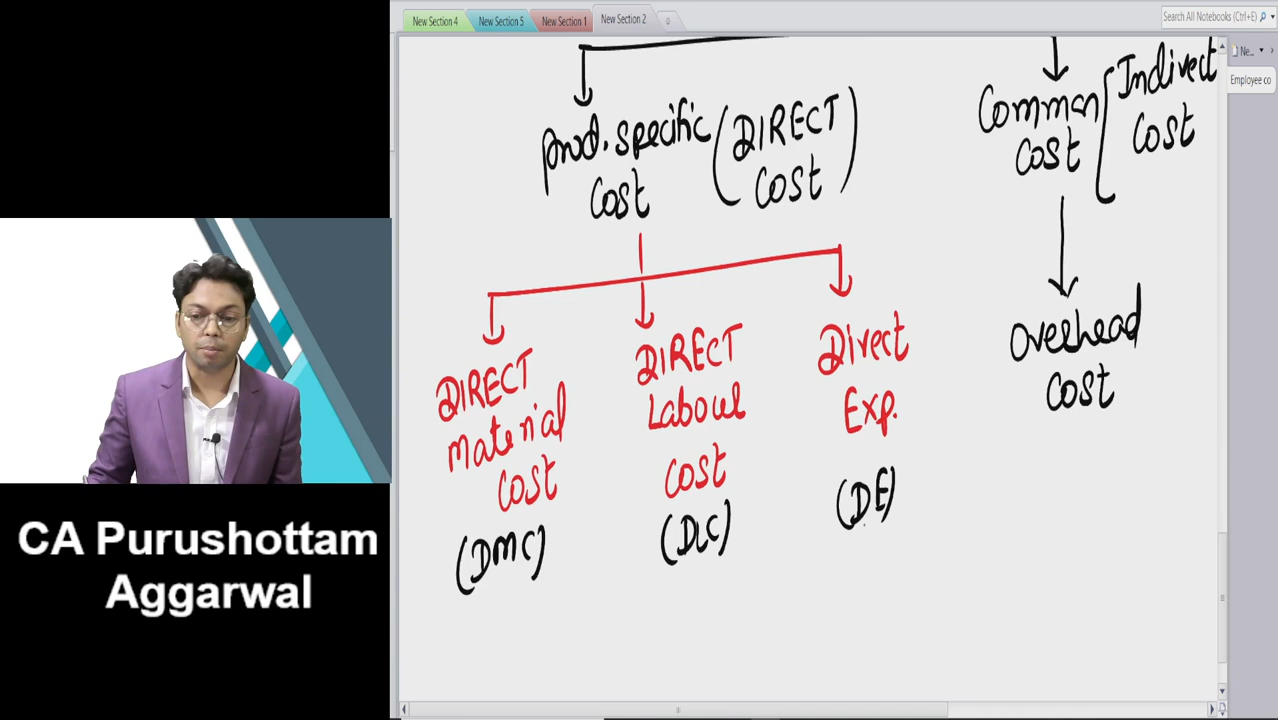 New Section 4
New Section 5
New Section 1
New Section 2
Search All Notebooks (Ctrl+E)
Ne...
Employee co
prod. specific
Cost
(DIRECT
COST)
Common
COST
Indirect
COST
DIRECT
Material
COST
(DMC)
DIRECT
Labour
COST
(DLC)
Direct
Exp.
(DE)
Overhead
COST
CA Purushottam
Aggarwal